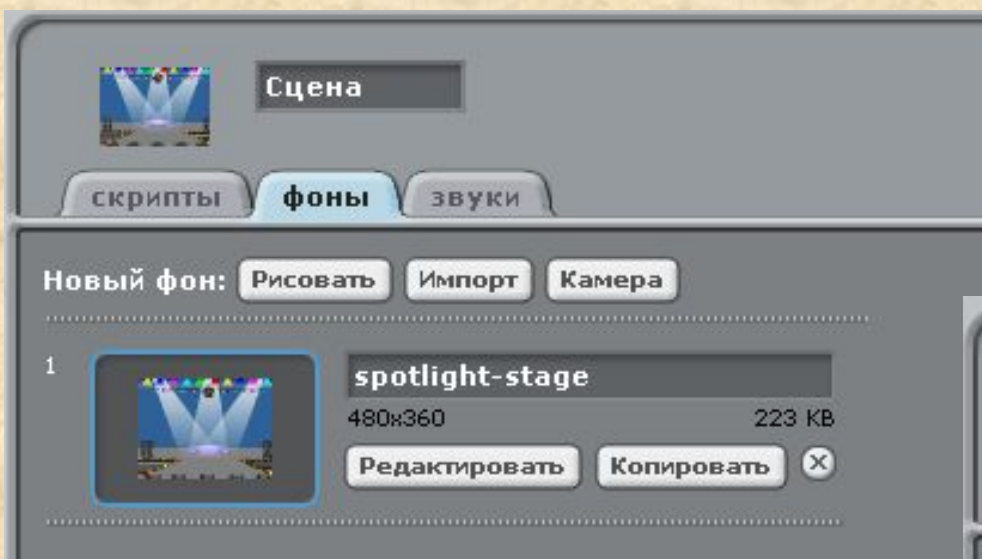 Сцена
скрипты фоны звуки
Новый фон: Рисовать Импорт Камера
1
spotlight-stage
480x360 223 KB
Редактировать Копировать